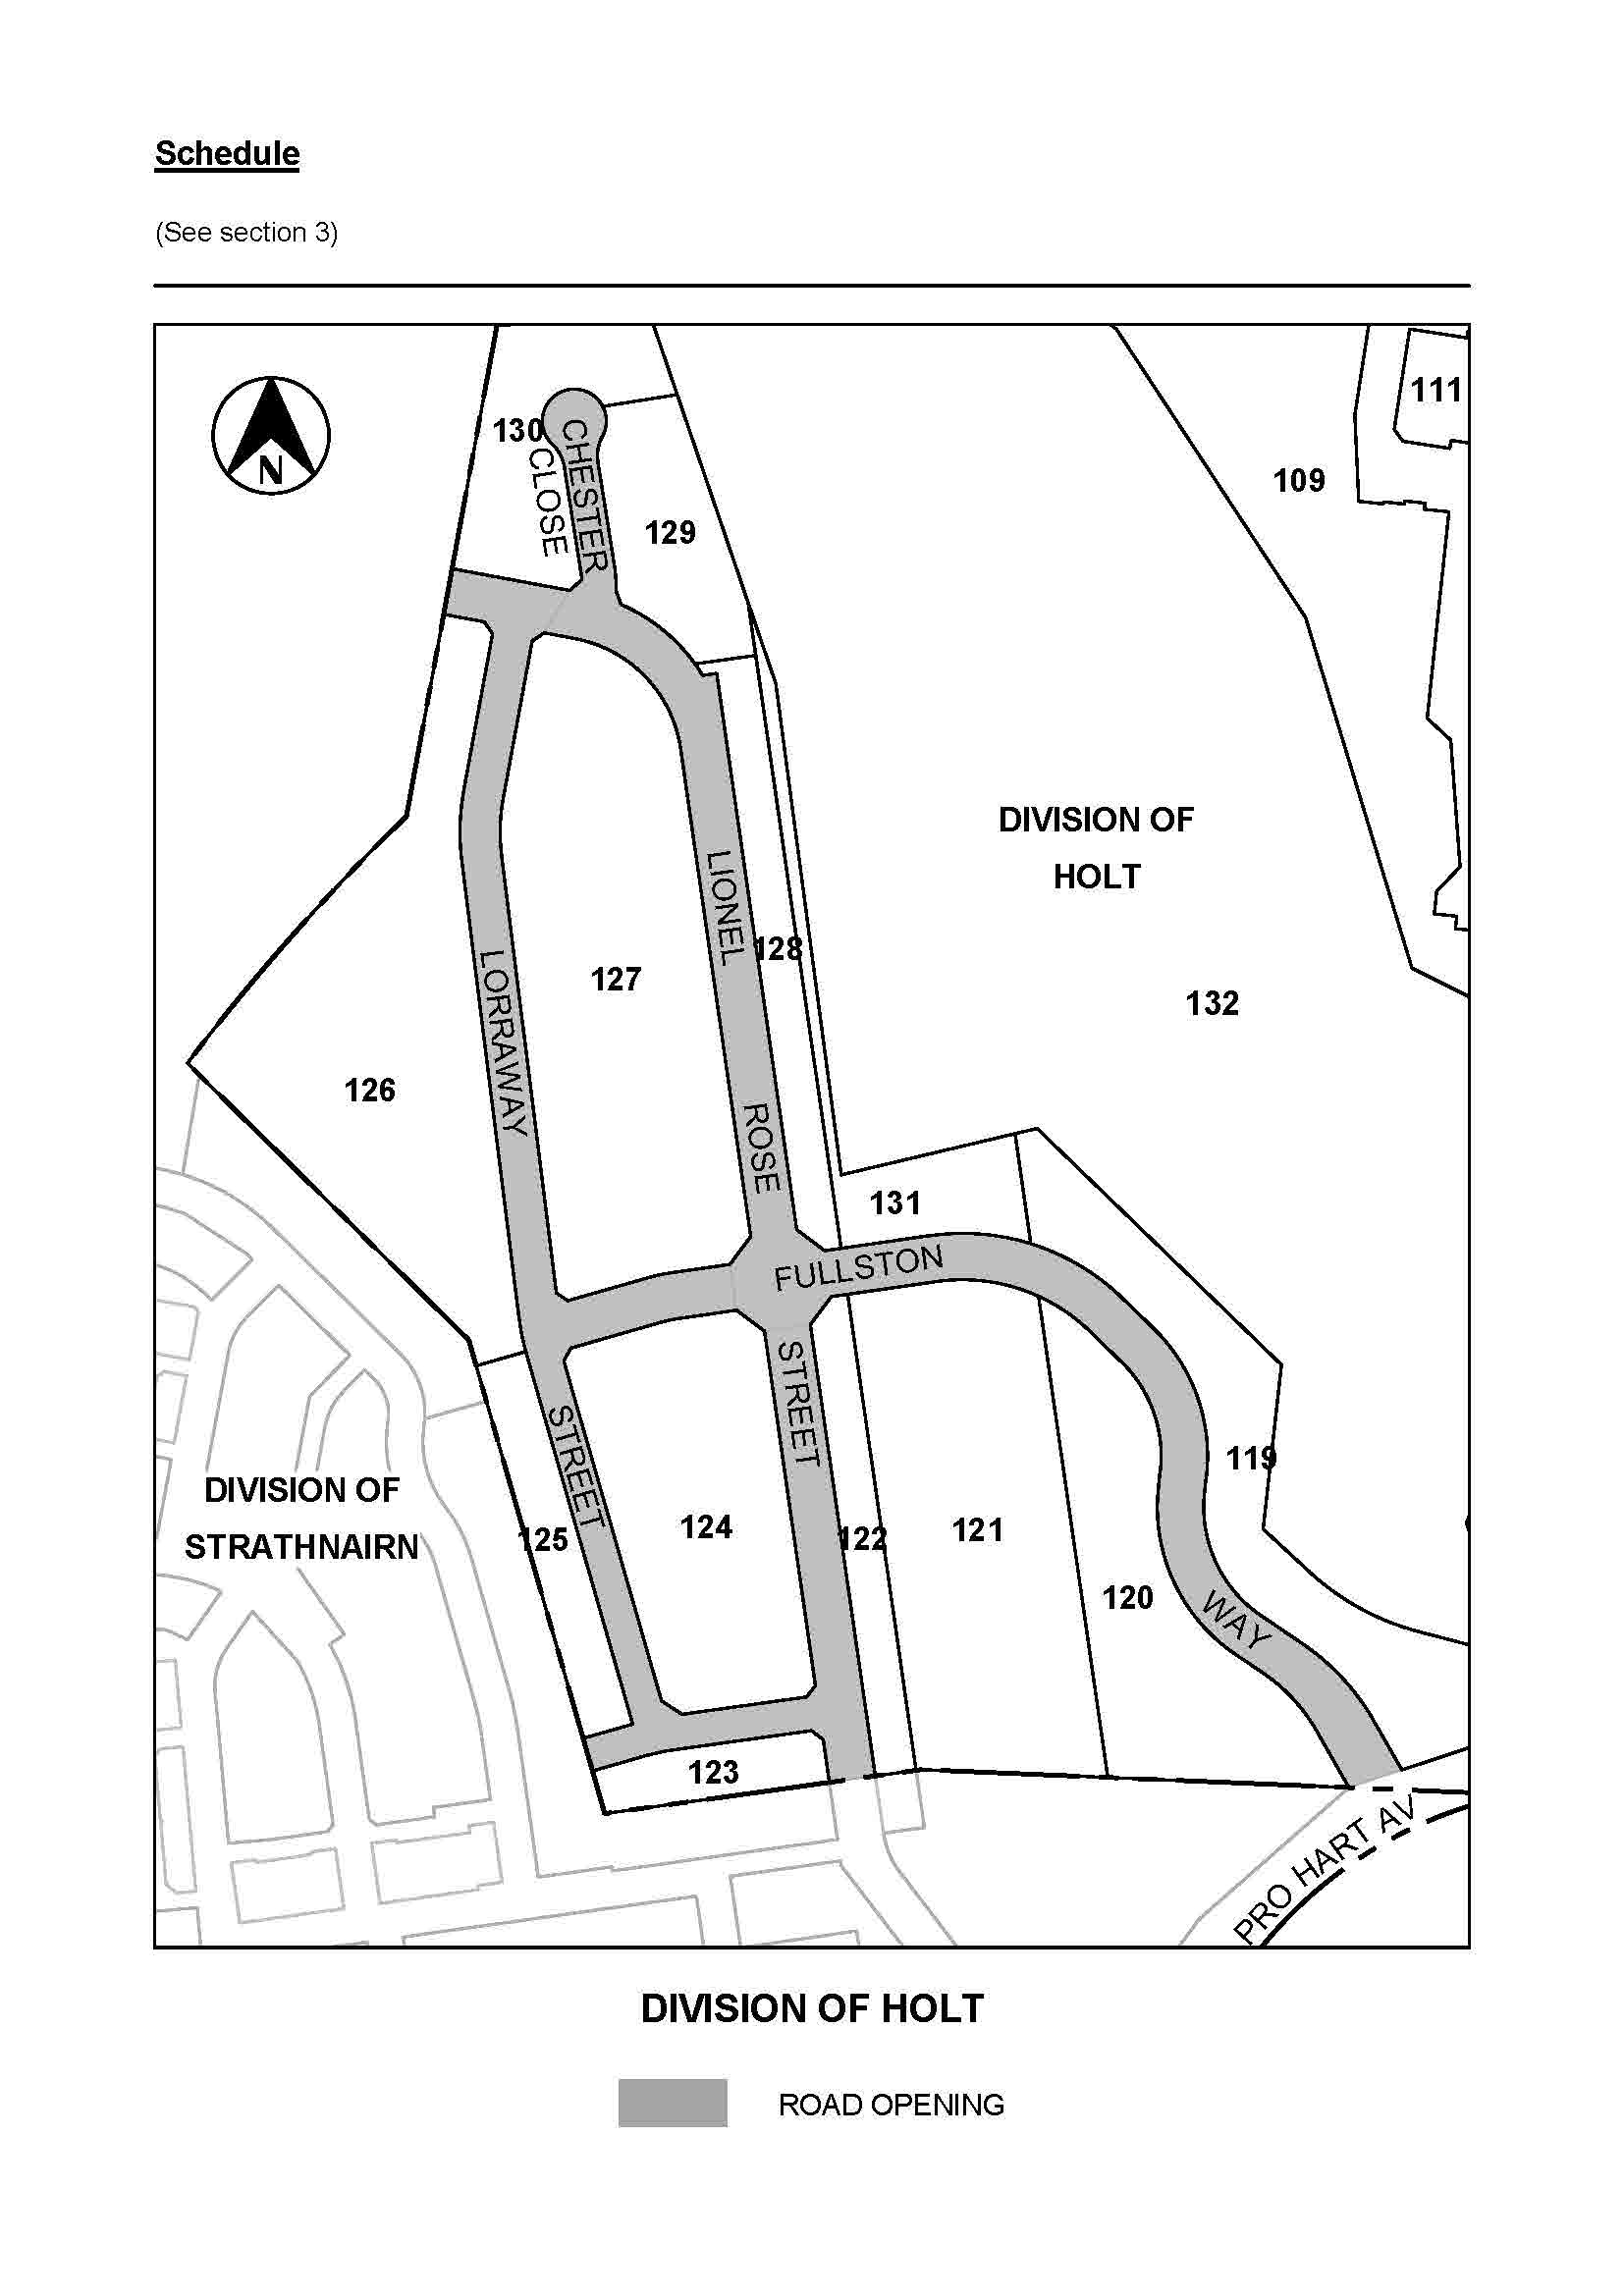 Schedule
(See section 3)
N
130
CHESTER
CLOSE
129
111
109
DIVISION OF
HOLT
LIONEL
128
127
LORRAWAY
132
126
ROSE
131
FULLSTON
STREET
STREET
119
DIVISION OF
STRATHNAIRN
125
124
122
121
120
WAY
123
PRO HART AV
DIVISION OF HOLT
ROAD OPENING